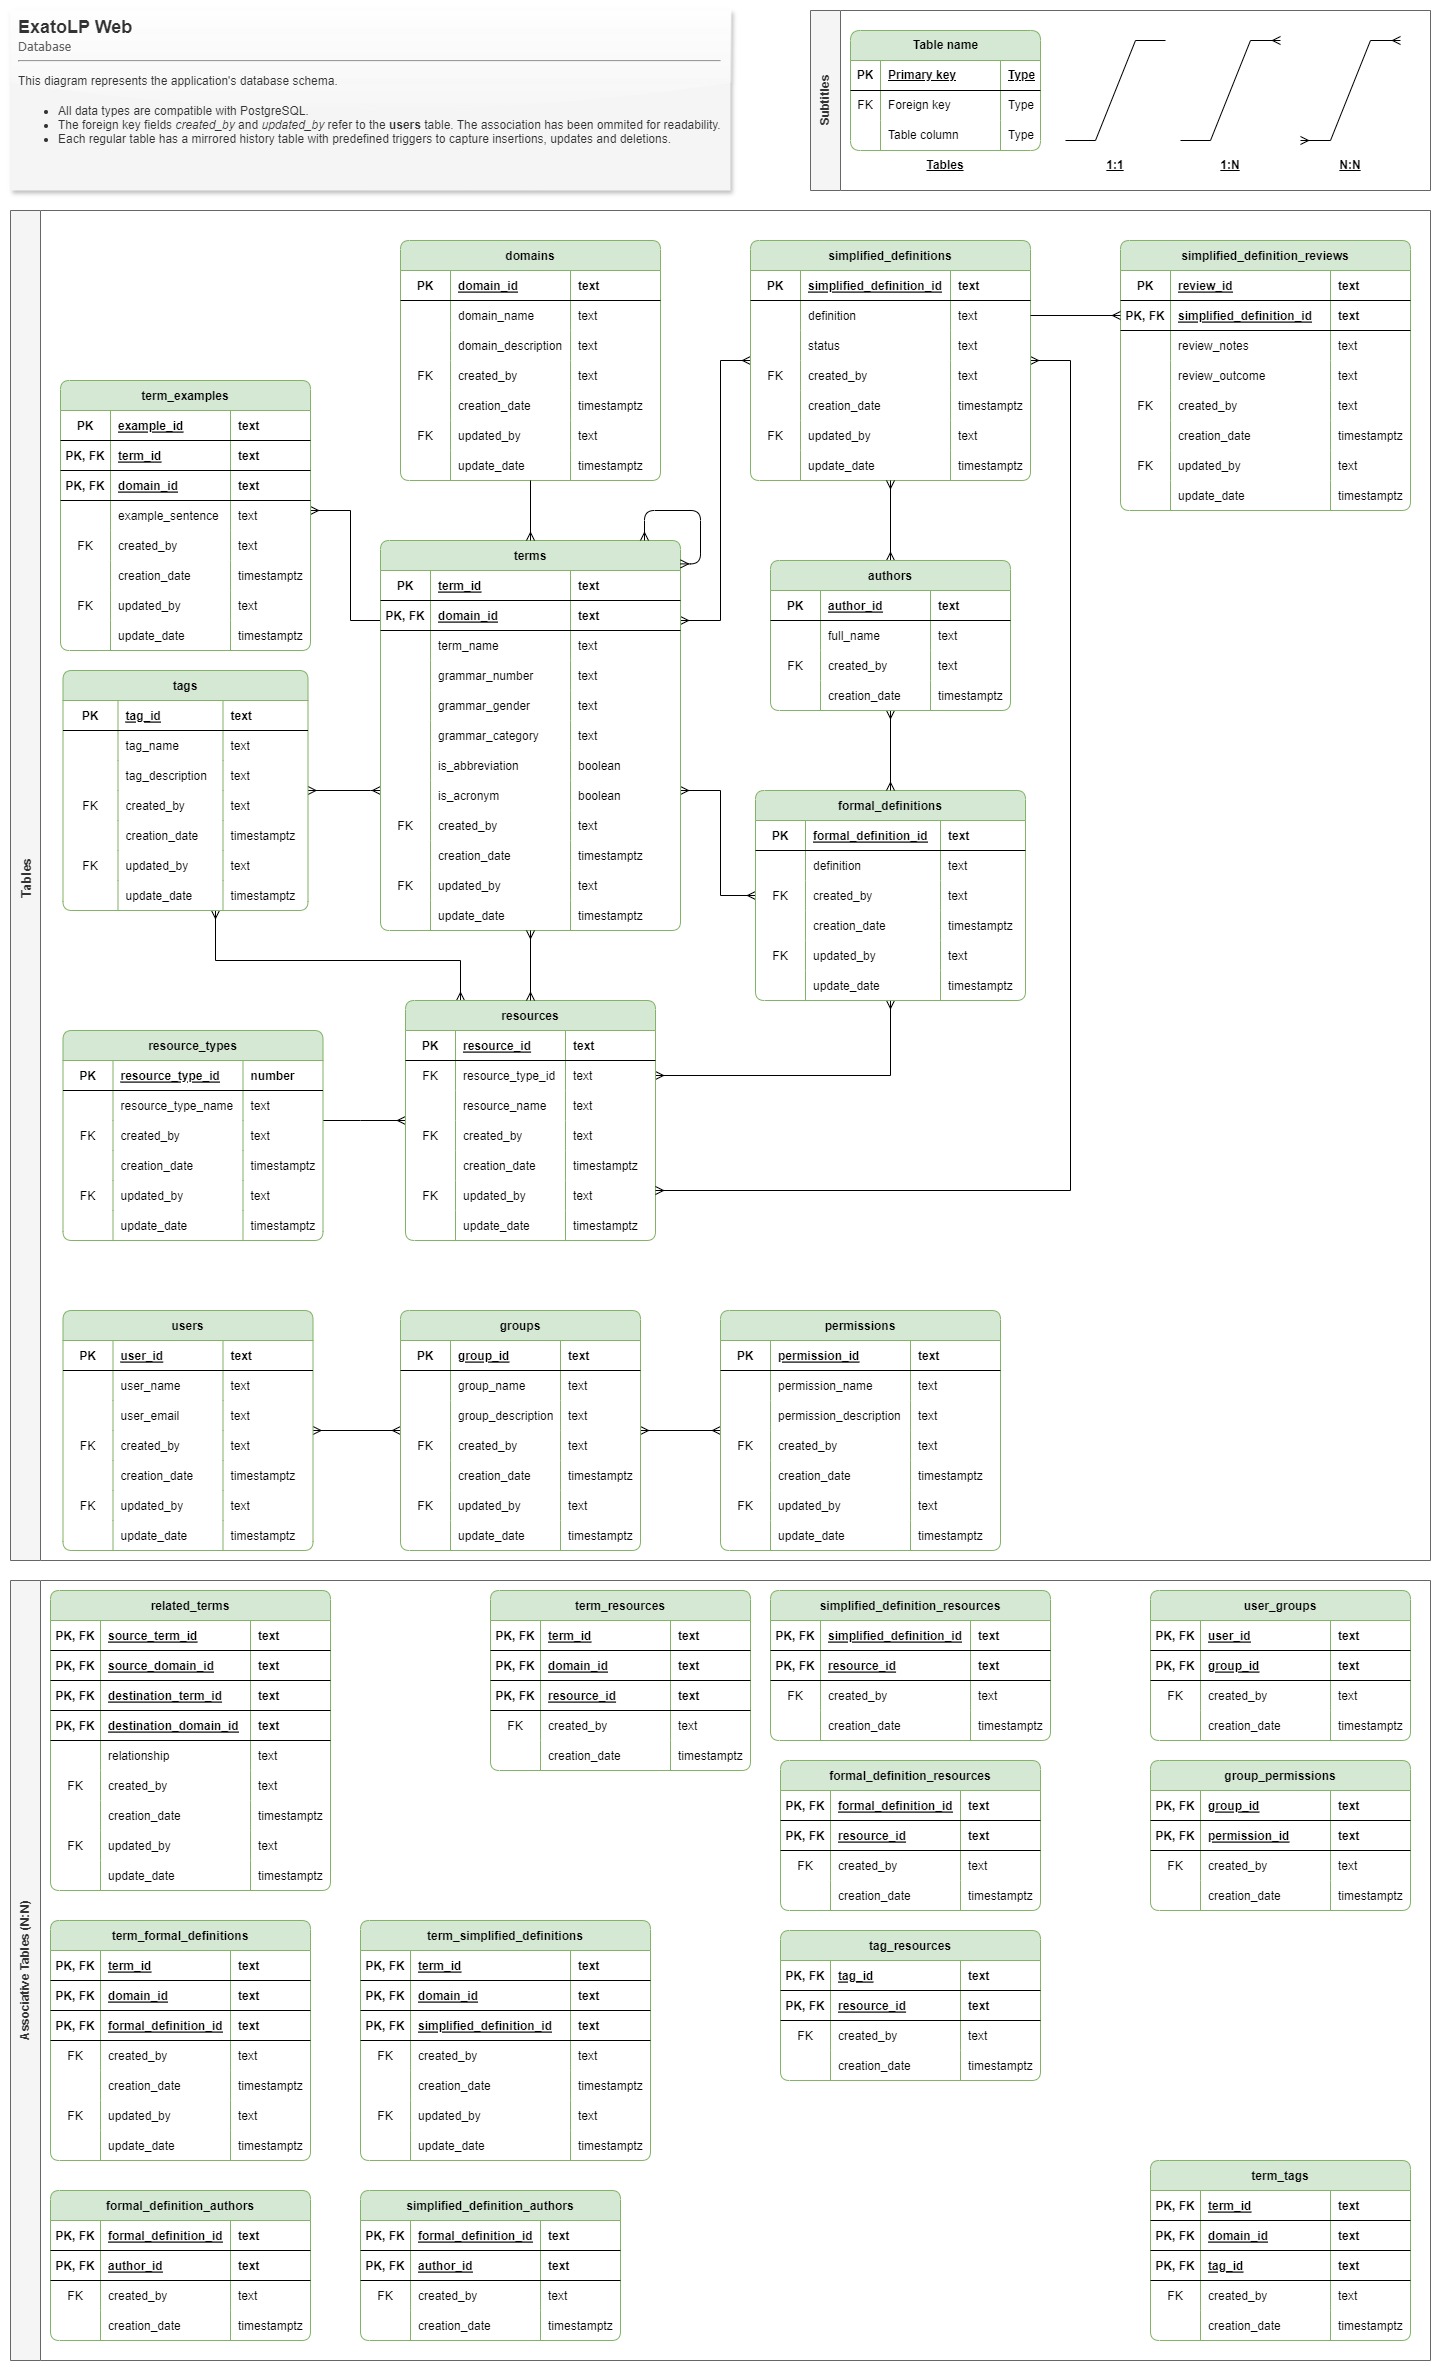 ExatoLP Web
Database
This diagram represents the application's database schema.
• All data types are compatible with PostgreSQL.
• The foreign key fields created_by and updated_by refer to the users table. The association has been ommited for readability.
• Each regular table has a mirrored history table with predefined triggers to capture insertions, updates and deletions.
Subtitles
Table name
PK Primary key Type
FK Foreign key Type
Table column Type
Tables
1:1
1:N
N:N
Tables
domains
PK domain_id text
domain_name text
domain_description text
FK created_by text
creation_date timestamptz
FK updated_by text
update_date timestamptz
simplified_definitions
PK simplified_definition_id text
definition text
status text
FK created_by text
creation_date timestamptz
FK updated_by text
update_date timestamptz
simplified_definition_reviews
PK review_id text
PK, FK simplified_definition_id text
review_notes text
review_outcome text
FK created_by text
creation_date timestamptz
FK updated_by text
update_date timestamptz
term_examples
PK example_id text
PK, FK term_id text
PK, FK domain_id text
example_sentence text
FK created_by text
creation_date timestamptz
FK updated_by text
update_date timestamptz
terms
PK term_id text
PK, FK domain_id text
term_name text
grammar_number text
grammar_gender text
grammar_category text
is_abbreviation boolean
is_acronym boolean
FK created_by text
creation_date timestamptz
FK updated_by text
update_date timestamptz
authors
PK author_id text
full_name text
FK created_by text
creation_date timestamptz
tags
PK tag_id text
tag_name text
tag_description text
FK created_by text
creation_date timestamptz
FK updated_by text
update_date timestamptz
formal_definitions
PK formal_definition_id text
definition text
FK created_by text
creation_date timestamptz
FK updated_by text
update_date timestamptz
resource_types
PK resource_type_id number
resource_type_name text
FK created_by text
creation_date timestamptz
FK updated_by text
update_date timestamptz
resources
PK resource_id text
FK resource_type_id text
resource_name text
FK created_by text
creation_date timestamptz
FK updated_by text
update_date timestamptz
users
PK user_id text
user_name text
user_email text
FK created_by text
creation_date timestamptz
FK updated_by text
update_date timestamptz
groups
PK group_id text
group_name text
group_description text
FK created_by text
creation_date timestamptz
FK updated_by text
update_date timestamptz
permissions
PK permission_id text
permission_name text
permission_description text
FK created_by text
creation_date timestamptz
FK updated_by text
update_date timestamptz
Associative Tables (N:N)
related_terms
PK, FK source_term_id text
PK, FK source_domain_id text
PK, FK destination_term_id text
PK, FK destination_domain_id text
relationship text
FK created_by text
creation_date timestamptz
FK updated_by text
update_date timestamptz
term_resources
PK, FK term_id text
PK, FK domain_id text
PK, FK resource_id text
FK created_by text
creation_date timestamptz
simplified_definition_resources
PK, FK simplified_definition_id text
PK, FK resource_id text
FK created_by text
creation_date timestamptz
user_groups
PK, FK user_id text
PK, FK group_id text
FK created_by text
creation_date timestamptz
formal_definition_resources
PK, FK formal_definition_id text
PK, FK resource_id text
FK created_by text
creation_date timestamptz
group_permissions
PK, FK group_id text
PK, FK permission_id text
FK created_by text
creation_date timestamptz
term_formal_definitions
PK, FK term_id text
PK, FK domain_id text
PK, FK formal_definition_id text
FK created_by text
creation_date timestamptz
FK updated_by text
update_date timestamptz
term_simplified_definitions
PK, FK term_id text
PK, FK domain_id text
PK, FK simplified_definition_id text
FK created_by text
creation_date timestamptz
FK updated_by text
update_date timestamptz
tag_resources
PK, FK tag_id text
PK, FK resource_id text
FK created_by text
creation_date timestamptz
formal_definition_authors
PK, FK formal_definition_id text
PK, FK author_id text
FK created_by text
creation_date timestamptz
simplified_definition_authors
PK, FK formal_definition_id text
PK, FK author_id text
FK created_by text
creation_date timestamptz
term_tags
PK, FK term_id text
PK, FK domain_id text
PK, FK tag_id text
FK created_by text
creation_date timestamptz